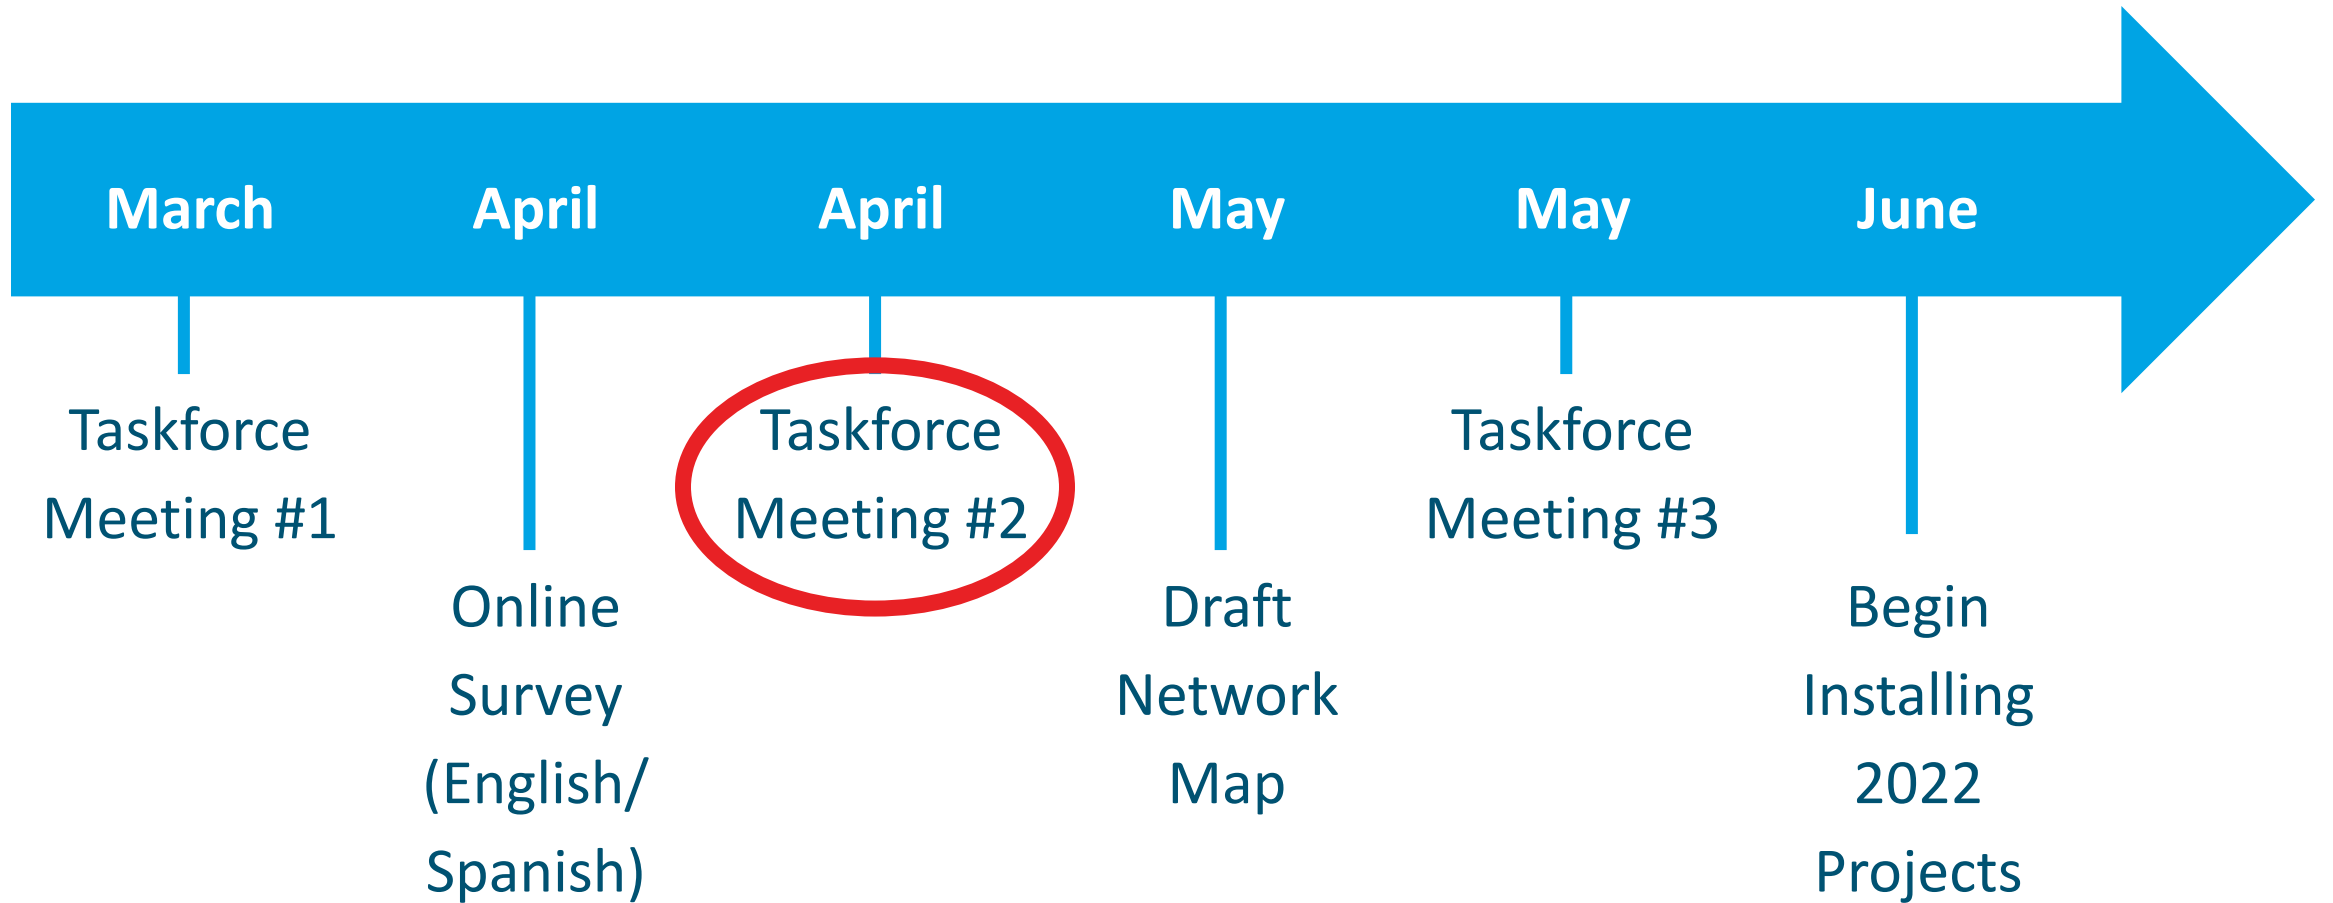 March April April May May June
Taskforce
Meeting #1
Online
Survey
(English/
Spanish)
Taskforce
Meeting #2
Draft
Network
Map
Taskforce
Meeting #3
Begin
Installing
2022
Projects